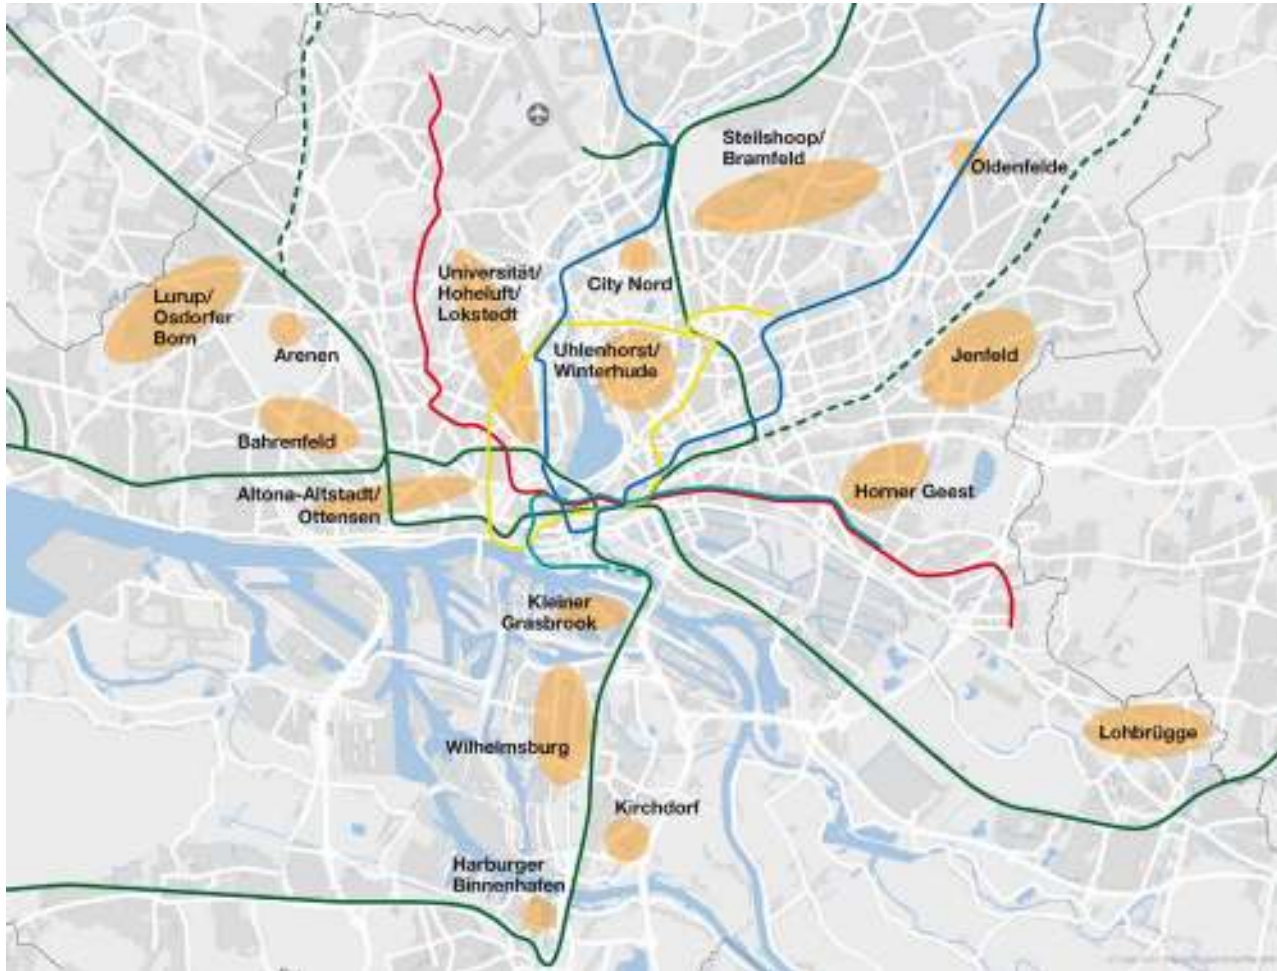 Steilshoop/
Bramfeld
Oldenfelde
Universität/
Hoheluft/
Lokstedt
City Nord
Lurup/
Osdorfer
Born
Arenen
Uhlenhorst/
Winterhude
Jenfeld
Bahrenfeld
Altona-Altstadt/
Ottensen
Horner Geest
Kleiner
Grasbrook
Wilhelmsburg
Lohbrügge
Kirchdorf
Harburger
Binnenhafen